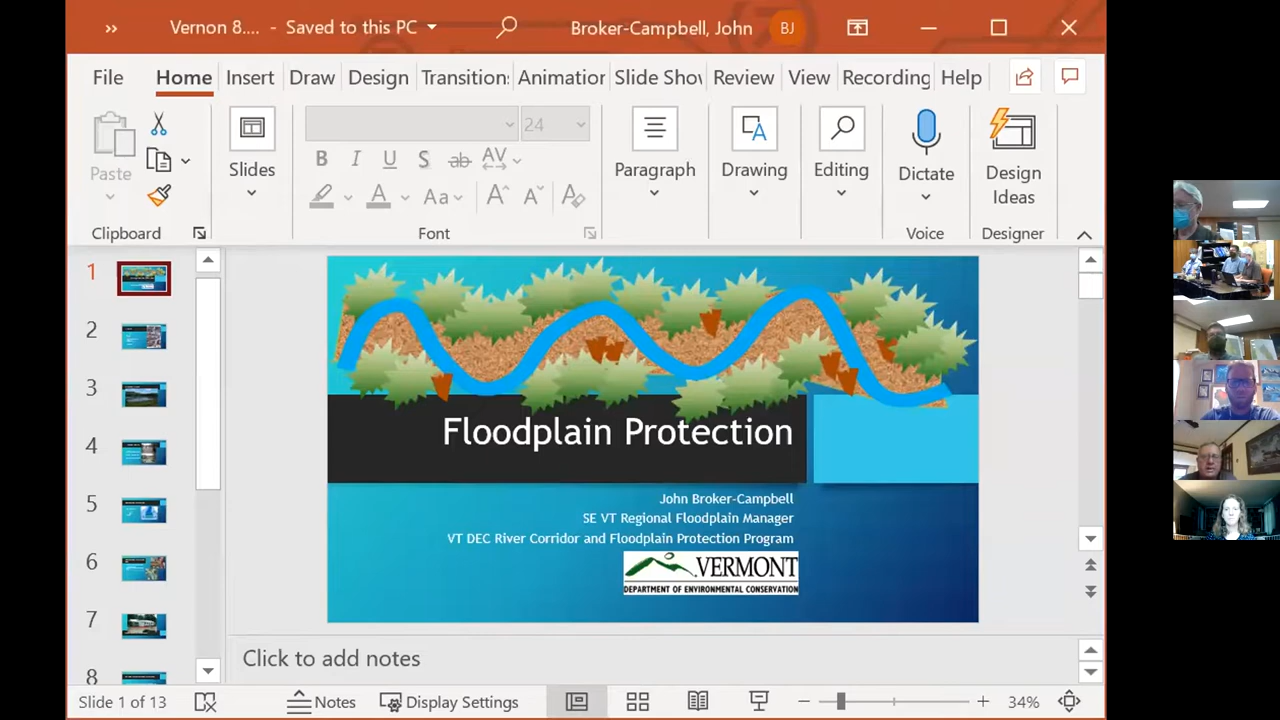 Vernon 8.... - Saved to this PC
Broker-Campbell, John
BJ
File Home Insert Draw Design Transition: Animation Slide Show Review View Recording Help
Paste
Clipboard
Slides
24
B I U S ab AV
A Aa A A A
Font
Paragraph
Drawing
Editing
Dictate
Voice
Design
Ideas
Designer
1
2
3
4
5
6
7
8
Floodplain Protection
John Broker-Campbell
SE VT Regional Floodplain Manager
VT DEC River Corridor and Floodplain Protection Program
VERMONT
DEPARTMENT OF ENVIRONMENTAL CONSERVATION
Click to add notes
Slide 1 of 13
Notes
Display Settings
34%